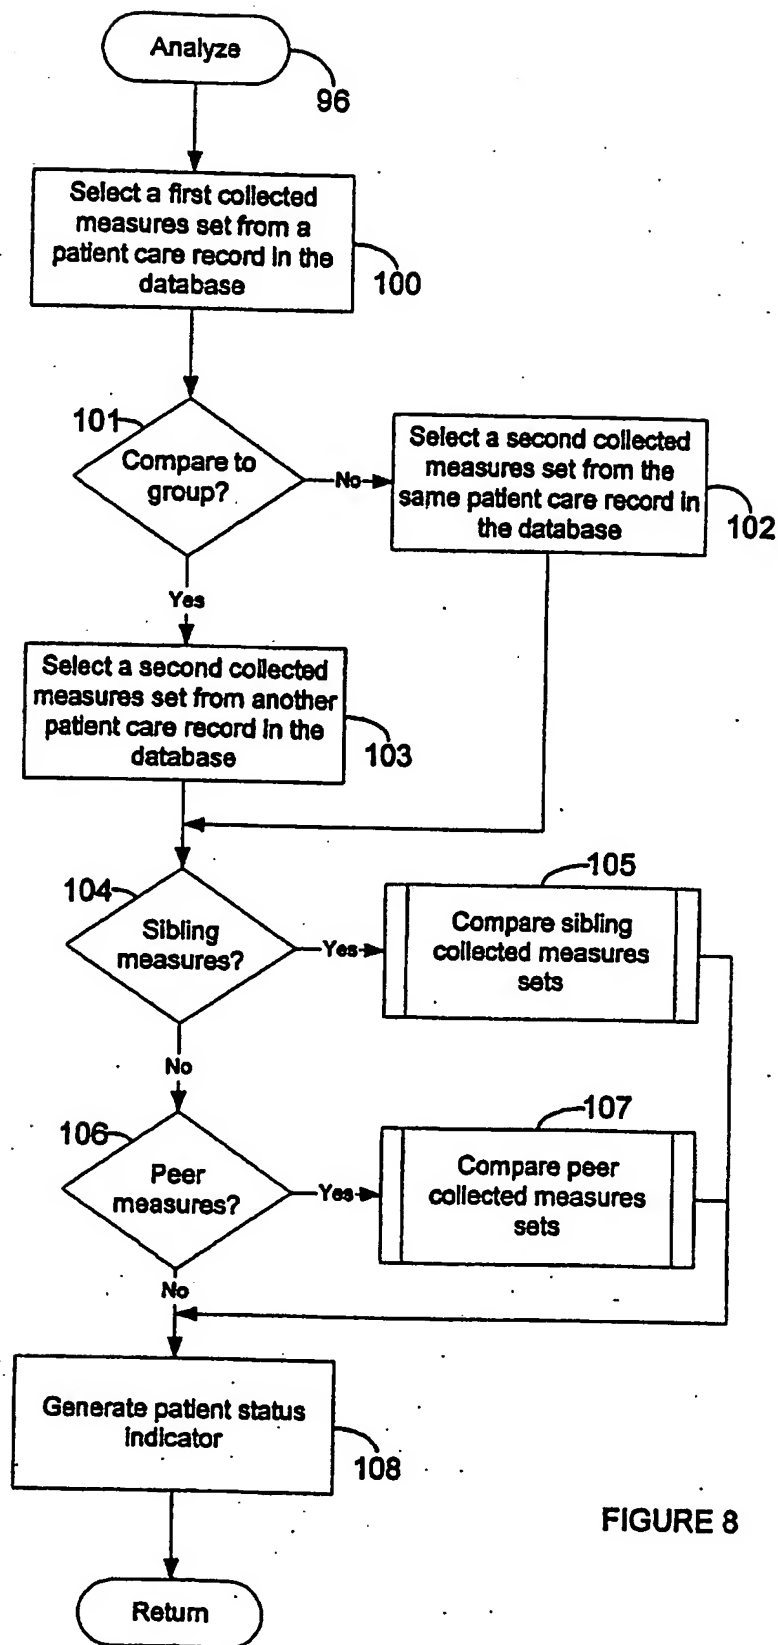 Analyze
96
Select a first collected
measures set from a
patient care record in the
database
100
101
Compare to
group?
No
Select a second collected
measures set from the
same patient care record in
the database
102
Yes
Select a second collected
measures set from another
patient care record in the
database
103
104
Sibling
measures?
Yes
105
Compare sibling
collected measures
sets
No
106
Peer
measures?
Yes
107
Compare peer
collected measures
sets
No
Generate patient status
indicator
108
FIGURE 8
Return